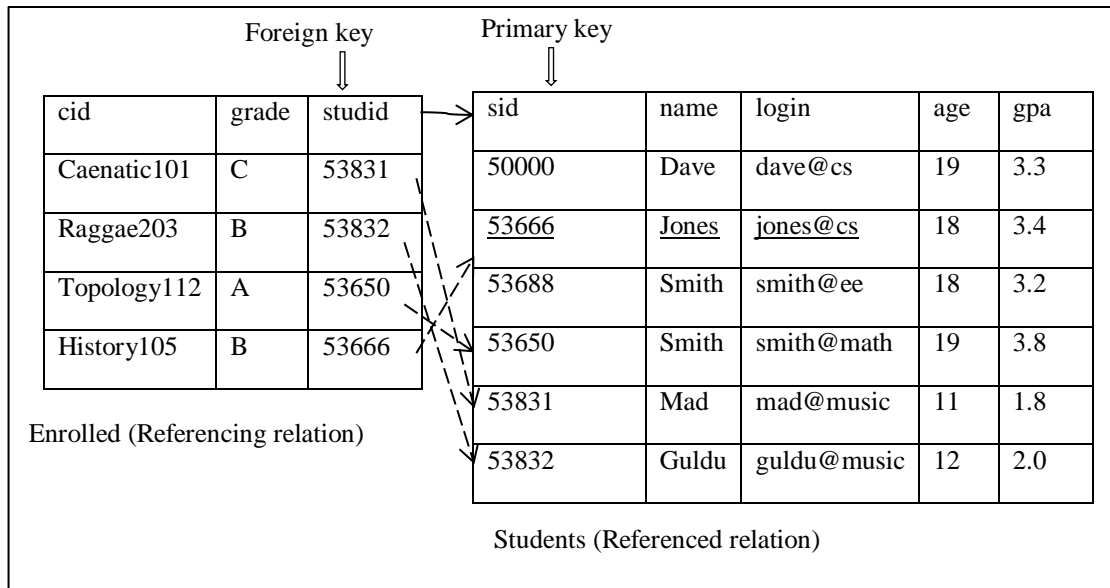 Foreign key
Primary key
cid grade studid
Caenatic101 C 53831
Raggae203 B 53832
Topology112 A 53650
History105 B 53666
Enrolled (Referencing relation)
sid name login age gpa
50000 Dave dave@cs 19 3.3
53666 Jones jones@cs 18 3.4
53688 Smith smith@ee 18 3.2
53650 Smith smith@math 19 3.8
53831 Mad mad@music 11 1.8
53832 Guldu guldu@music 12 2.0
Students (Referenced relation)